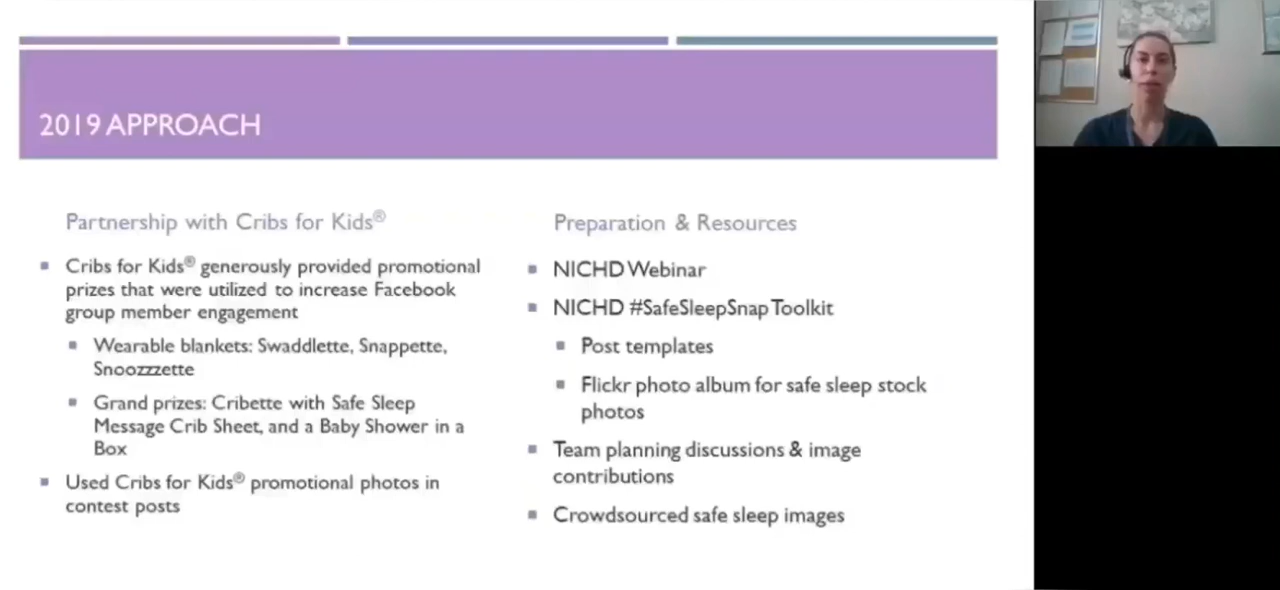 2019 APPROACH
Partnership with Cribs for Kids®
Cribs for Kids® generously provided promotional
prizes that were utilized to increase Facebook
group member engagement
Wearable blankets: Swaddlette, Snappette,
Snoozzzette
Grand prizes: Cribette with Safe Sleep
Message Crib Sheet, and a Baby Shower in a
Box
Used Cribs for Kids® promotional photos in
contest posts
Preparation & Resources
NICHD Webinar
NICHD #SafeSleepSnap Toolkit
Post templates
Flickr photo album for safe sleep stock
photos
Team planning discussions & image
contributions
Crowdsourced safe sleep images